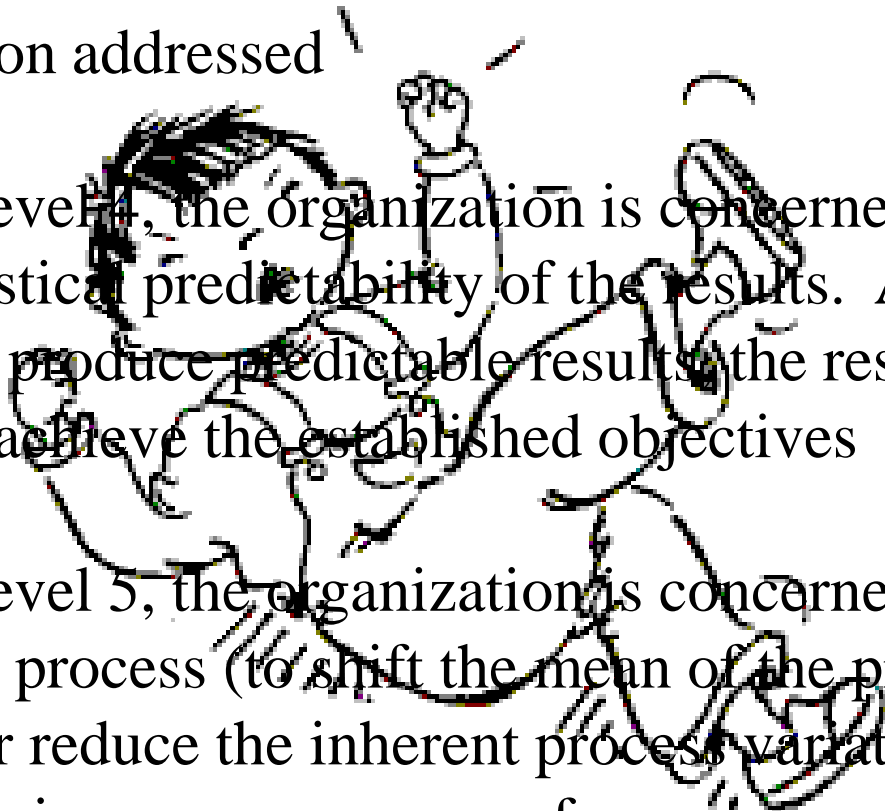 on addressed
evel 4, the organization is concerne
stical predictability of the results. A
produce predictable results, the res
achieve the established objectives
evel 5, the organization is concerne
process (to shift the mean of the p
r reduce the inherent process variat